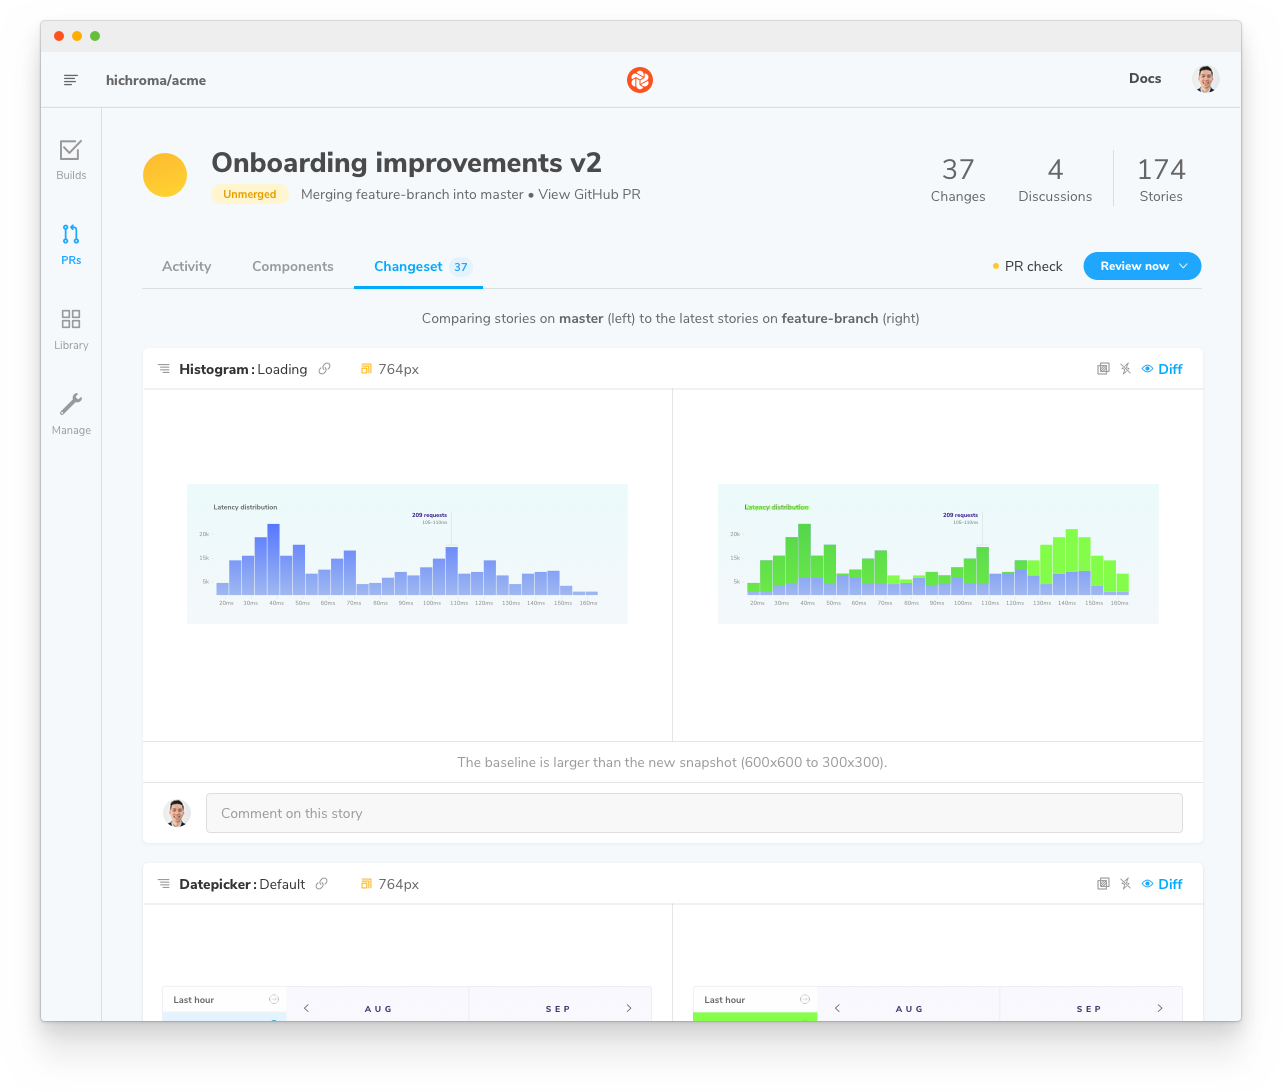 hichroma/acme
Docs
Builds
PRs
Library
Manage
Onboarding improvements v2
Unmerged Merging feature-branch into master • View GitHub PR
37 Changes
4 Discussions
174 Stories
Activity Components Changeset 37
PR check Review now
Comparing stories on master (left) to the latest stories on feature-branch (right)
Histogram: Loading 764px Diff
Latency distribution
209 requests
105-110ms
20k
15k
5k
20ms 30ms 40ms 50ms 60ms 70ms 80ms 90ms 100ms 110ms 120ms 130ms 140ms 150ms 160ms
Latency distribution
209 requests
105-110ms
20k
15k
5k
20ms 30ms 40ms 50ms 60ms 70ms 80ms 90ms 100ms 110ms 120ms 130ms 140ms 150ms 160ms
The baseline is larger than the new snapshot (600x600 to 300x300).
Comment on this story
Datepicker: Default 764px Diff
Last hour AUG SEP
Last hour AUG SEP